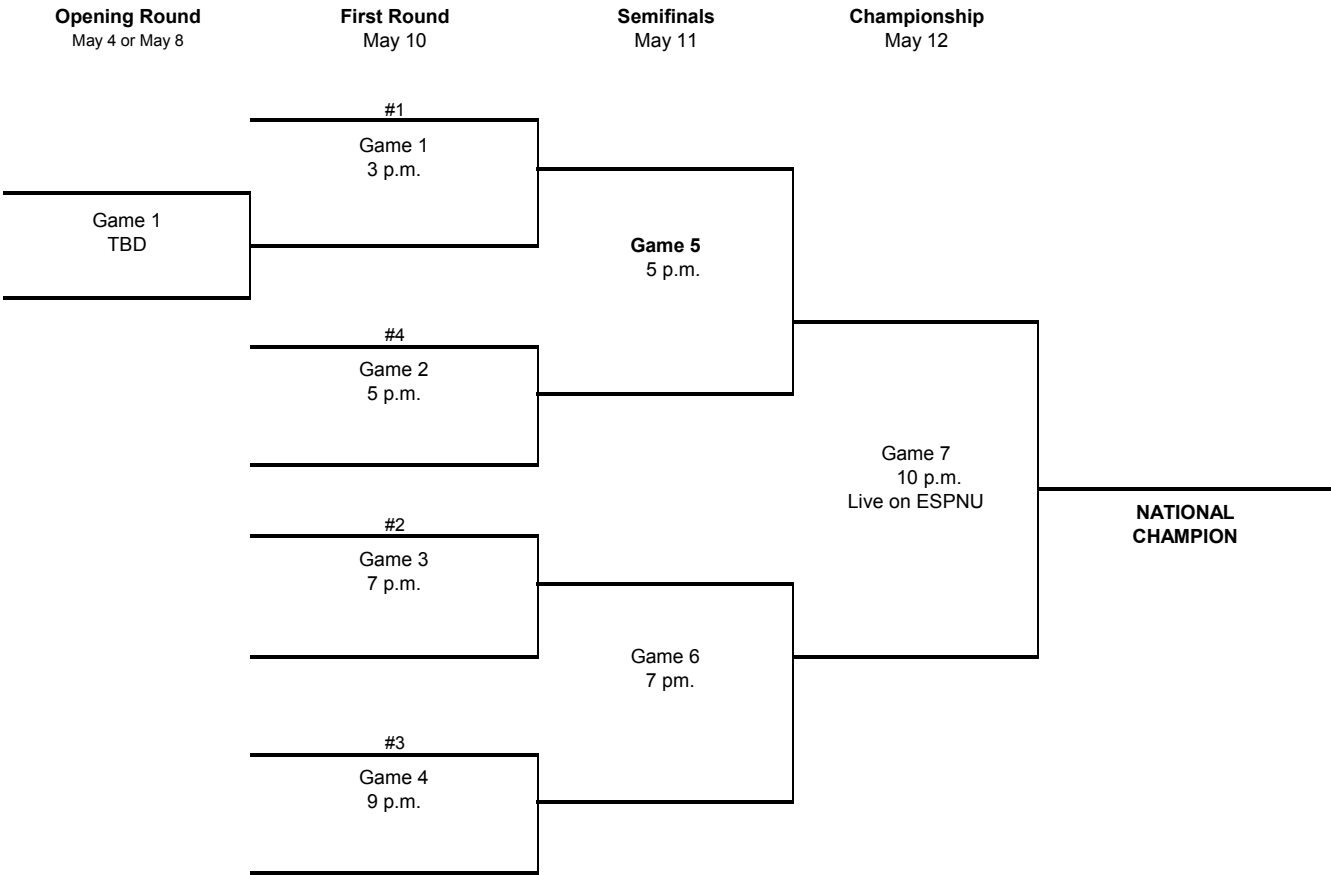 Opening Round
May 4 or May 8
First Round
May 10
Semifinals
May 11
Championship
May 12
#1
Game 1
3 p.m.
Game 1
TBD
Game 5
5 p.m.
#4
Game 2
5 p.m.
Game 7
10 p.m.
Live on ESPNU
NATIONAL
CHAMPION
#2
Game 3
7 p.m.
Game 6
7 pm.
#3
Game 4
9 p.m.